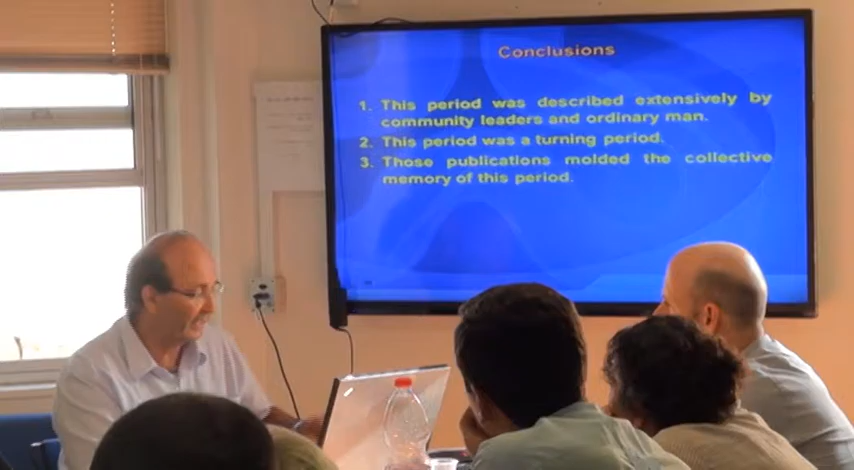 Conclusions
1. This period was described extensively by
community leaders and ordinary man.
2. This period was a turning period.
3. Those publications molded the collective
memory of this period.